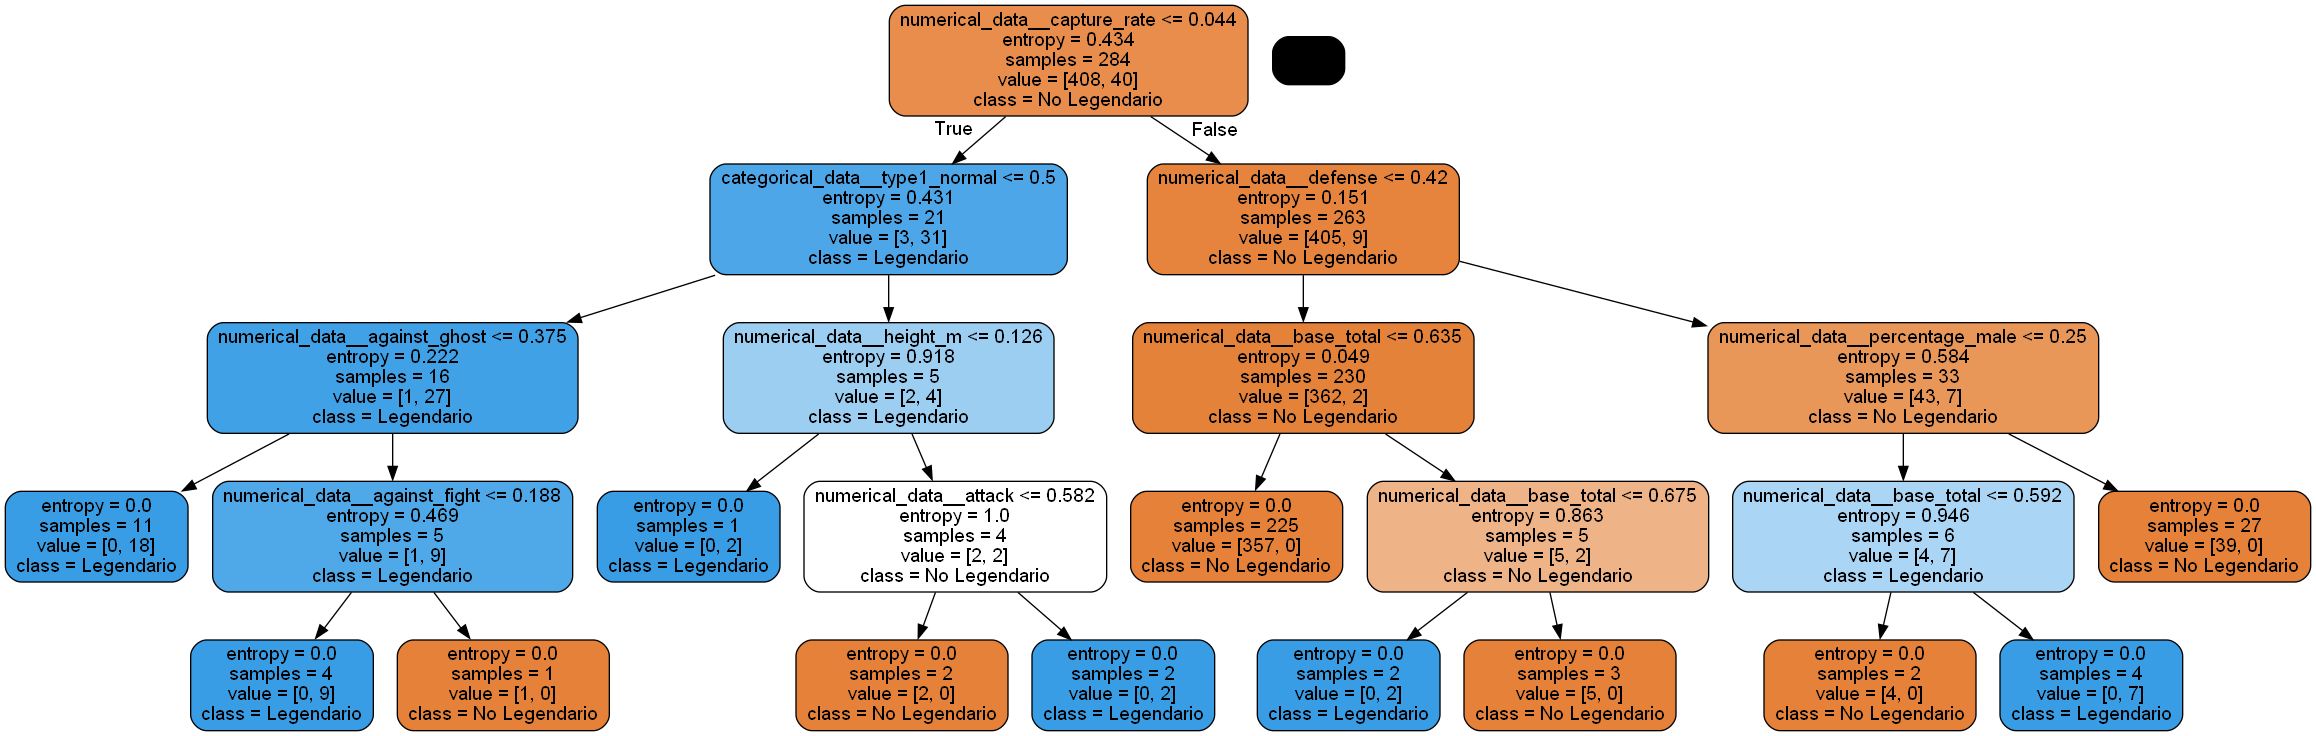 numerical_data__capture_rate <= 0.044
entropy = 0.434
samples = 284
value = [408, 40]
class = No Legendario
True
False
categorical_data__type1_normal <= 0.5
entropy = 0.431
samples = 21
value = [3, 31]
class = Legendario
numerical_data__defense <= 0.42
entropy = 0.151
samples = 263
value = [405, 9]
class = No Legendario
numerical_data__against_ghost <= 0.375
entropy = 0.222
samples = 16
value = [1, 27]
class = Legendario
numerical_data__height_m <= 0.126
entropy = 0.918
samples = 5
value = [2, 4]
class = Legendario
numerical_data__base_total <= 0.635
entropy = 0.049
samples = 230
value = [362, 2]
class = No Legendario
numerical_data__percentage_male <= 0.25
entropy = 0.584
samples = 33
value = [43, 7]
class = No Legendario
entropy = 0.0
samples = 11
value = [0, 18]
class = Legendario
numerical_data__against_fight <= 0.188
entropy = 0.469
samples = 5
value = [1, 9]
class = Legendario
entropy = 0.0
samples = 1
value = [0, 2]
class = Legendario
numerical_data__attack <= 0.582
entropy = 1.0
samples = 4
value = [2, 2]
class = No Legendario
entropy = 0.0
samples = 225
value = [357, 0]
class = No Legendario
numerical_data__base_total <= 0.675
entropy = 0.863
samples = 5
value = [5, 2]
class = No Legendario
numerical_data__base_total <= 0.592
entropy = 0.946
samples = 6
value = [4, 7]
class = Legendario
entropy = 0.0
samples = 27
value = [39, 0]
class = No Legendario
entropy = 0.0
samples = 4
value = [0, 9]
class = Legendario
entropy = 0.0
samples = 1
value = [1, 0]
class = No Legendario
entropy = 0.0
samples = 2
value = [2, 0]
class = No Legendario
entropy = 0.0
samples = 2
value = [0, 2]
class = Legendario
entropy = 0.0
samples = 2
value = [0, 2]
class = Legendario
entropy = 0.0
samples = 3
value = [5, 0]
class = No Legendario
entropy = 0.0
samples = 2
value = [4, 0]
class = No Legendario
entropy = 0.0
samples = 4
value = [0, 7]
class = Legendario